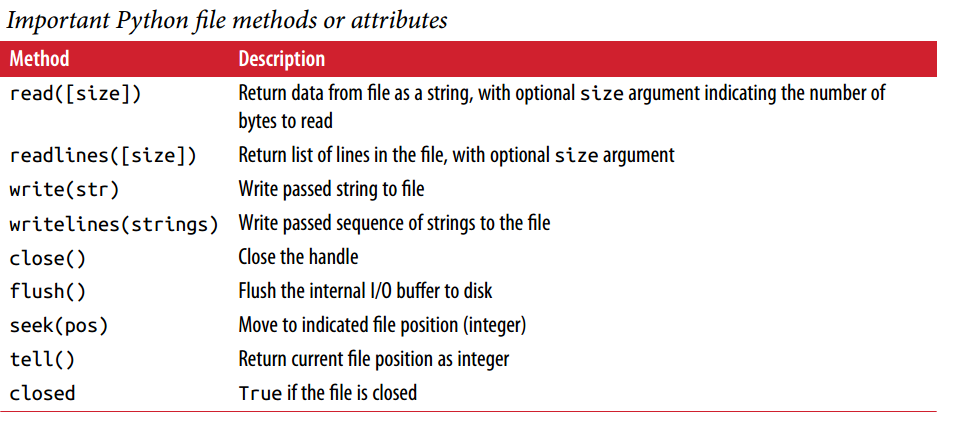 Important Python file methods or attributes
Method Description
read([size]) Return data from file as a string, with optional size argument indicating the number of
bytes to read
readlines([size]) Return list of lines in the file, with optional size argument
write(str) Write passed string to file
writelines(strings) Write passed sequence of strings to the file
close() Close the handle
flush() Flush the internal I/O buffer to disk
seek(pos) Move to indicated file position (integer)
tell() Return current file position as integer
closed True if the file is closed